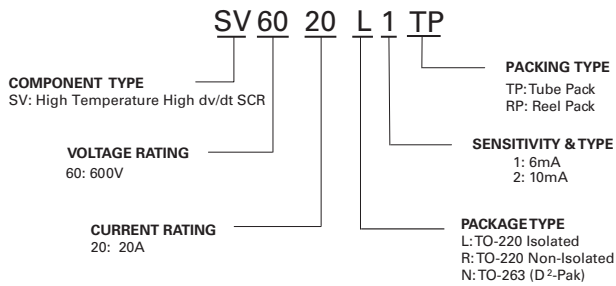 SV 60 20 L 1 TP
COMPONENT TYPE
SV: High Temperature High dv/dt SCR
VOLTAGE RATING
60: 600V
CURRENT RATING
20: 20A
PACKING TYPE
TP: Tube Pack
RP: Reel Pack
SENSITIVITY & TYPE
1: 6mA
2: 10mA
PACKAGE TYPE
L: TO-220 Isolated
R: TO-220 Non-Isolated
N: TO-263 (D²-Pak)